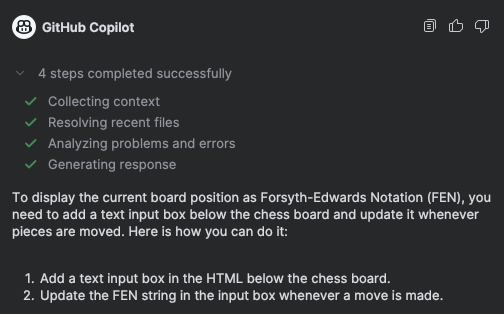 GitHub Copilot
4 steps completed successfully
Collecting context
Resolving recent files
Analyzing problems and errors
Generating response
To display the current board position as Forsyth-Edwards Notation (FEN), you
need to add a text input box below the chess board and update it whenever
pieces are moved. Here is how you can do it:
1. Add a text input box in the HTML below the chess board.
2. Update the FEN string in the input box whenever a move is made.